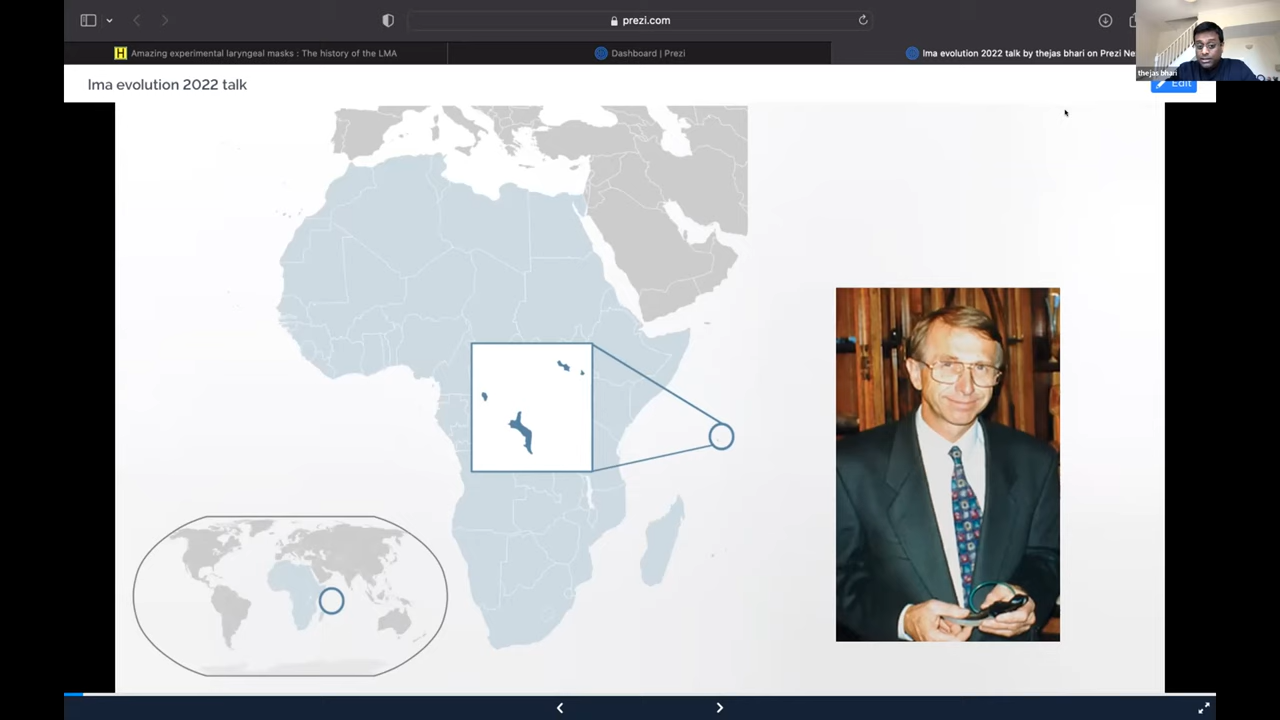 prezi.com
Amazing experimental laryngeal masks : The history of the LMA
Dashboard | Prezi
lma evolution 2022 talk by thejas bhari on Prezi Ne
thejas bhari
lma evolution 2022 talk
Edit